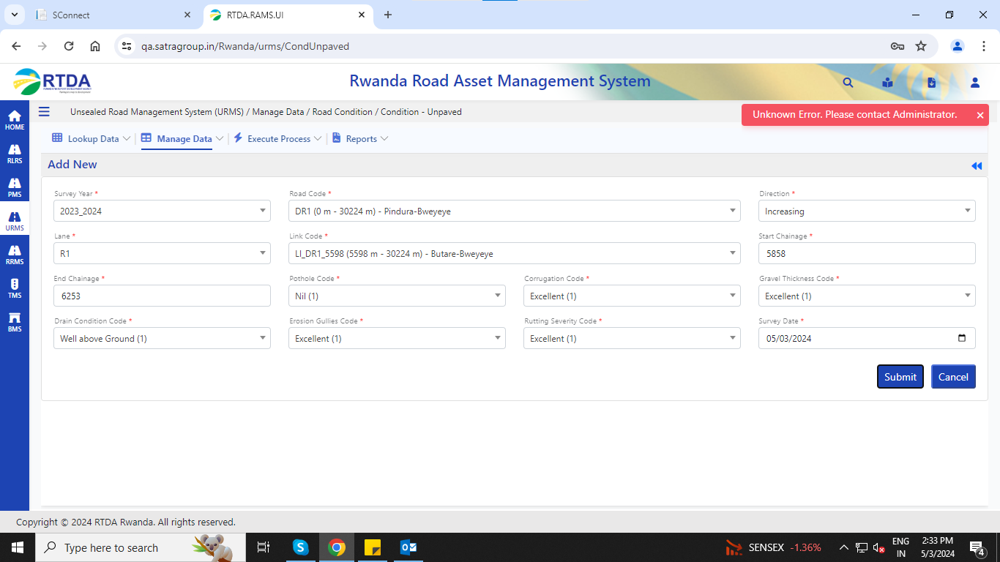 SConnect
RTDA.RAMS.UI
qa.satragroup.in/Rwanda/urms/CondUnpaved
RTDA
Rwanda Road Asset Management System
HOME
RLRS
PMS
URMS
RRMS
TMS
BMS
Unsealed Road Management System (URMS) / Manage Data / Road Condition / Condition - Unpaved
Unknown Error. Please contact Administrator.
Lookup Data
Manage Data
Execute Process
Reports
Add New
Survey Year *
Road Code *
Direction *
2023_2024
DR1 (0 m - 30224 m) - Pindura-Bweyeye
Increasing
Lane *
Link Code *
Start Chainage *
R1
LI_DR1_5598 (5598 m - 30224 m) - Butare-Bweyeye
5858
End Chainage *
Pothole Code *
Corrugation Code *
Gravel Thickness Code *
6253
Nil (1)
Excellent (1)
Excellent (1)
Drain Condition Code *
Erosion Gullies Code *
Rutting Severity Code *
Survey Date *
Well above Ground (1)
Excellent (1)
Excellent (1)
05/03/2024
Submit
Cancel
Copyright © 2024 RTDA Rwanda. All rights reserved.
Type here to search
SENSEX -1.36%
ENG
IN
2:33 PM
5/3/2024
4